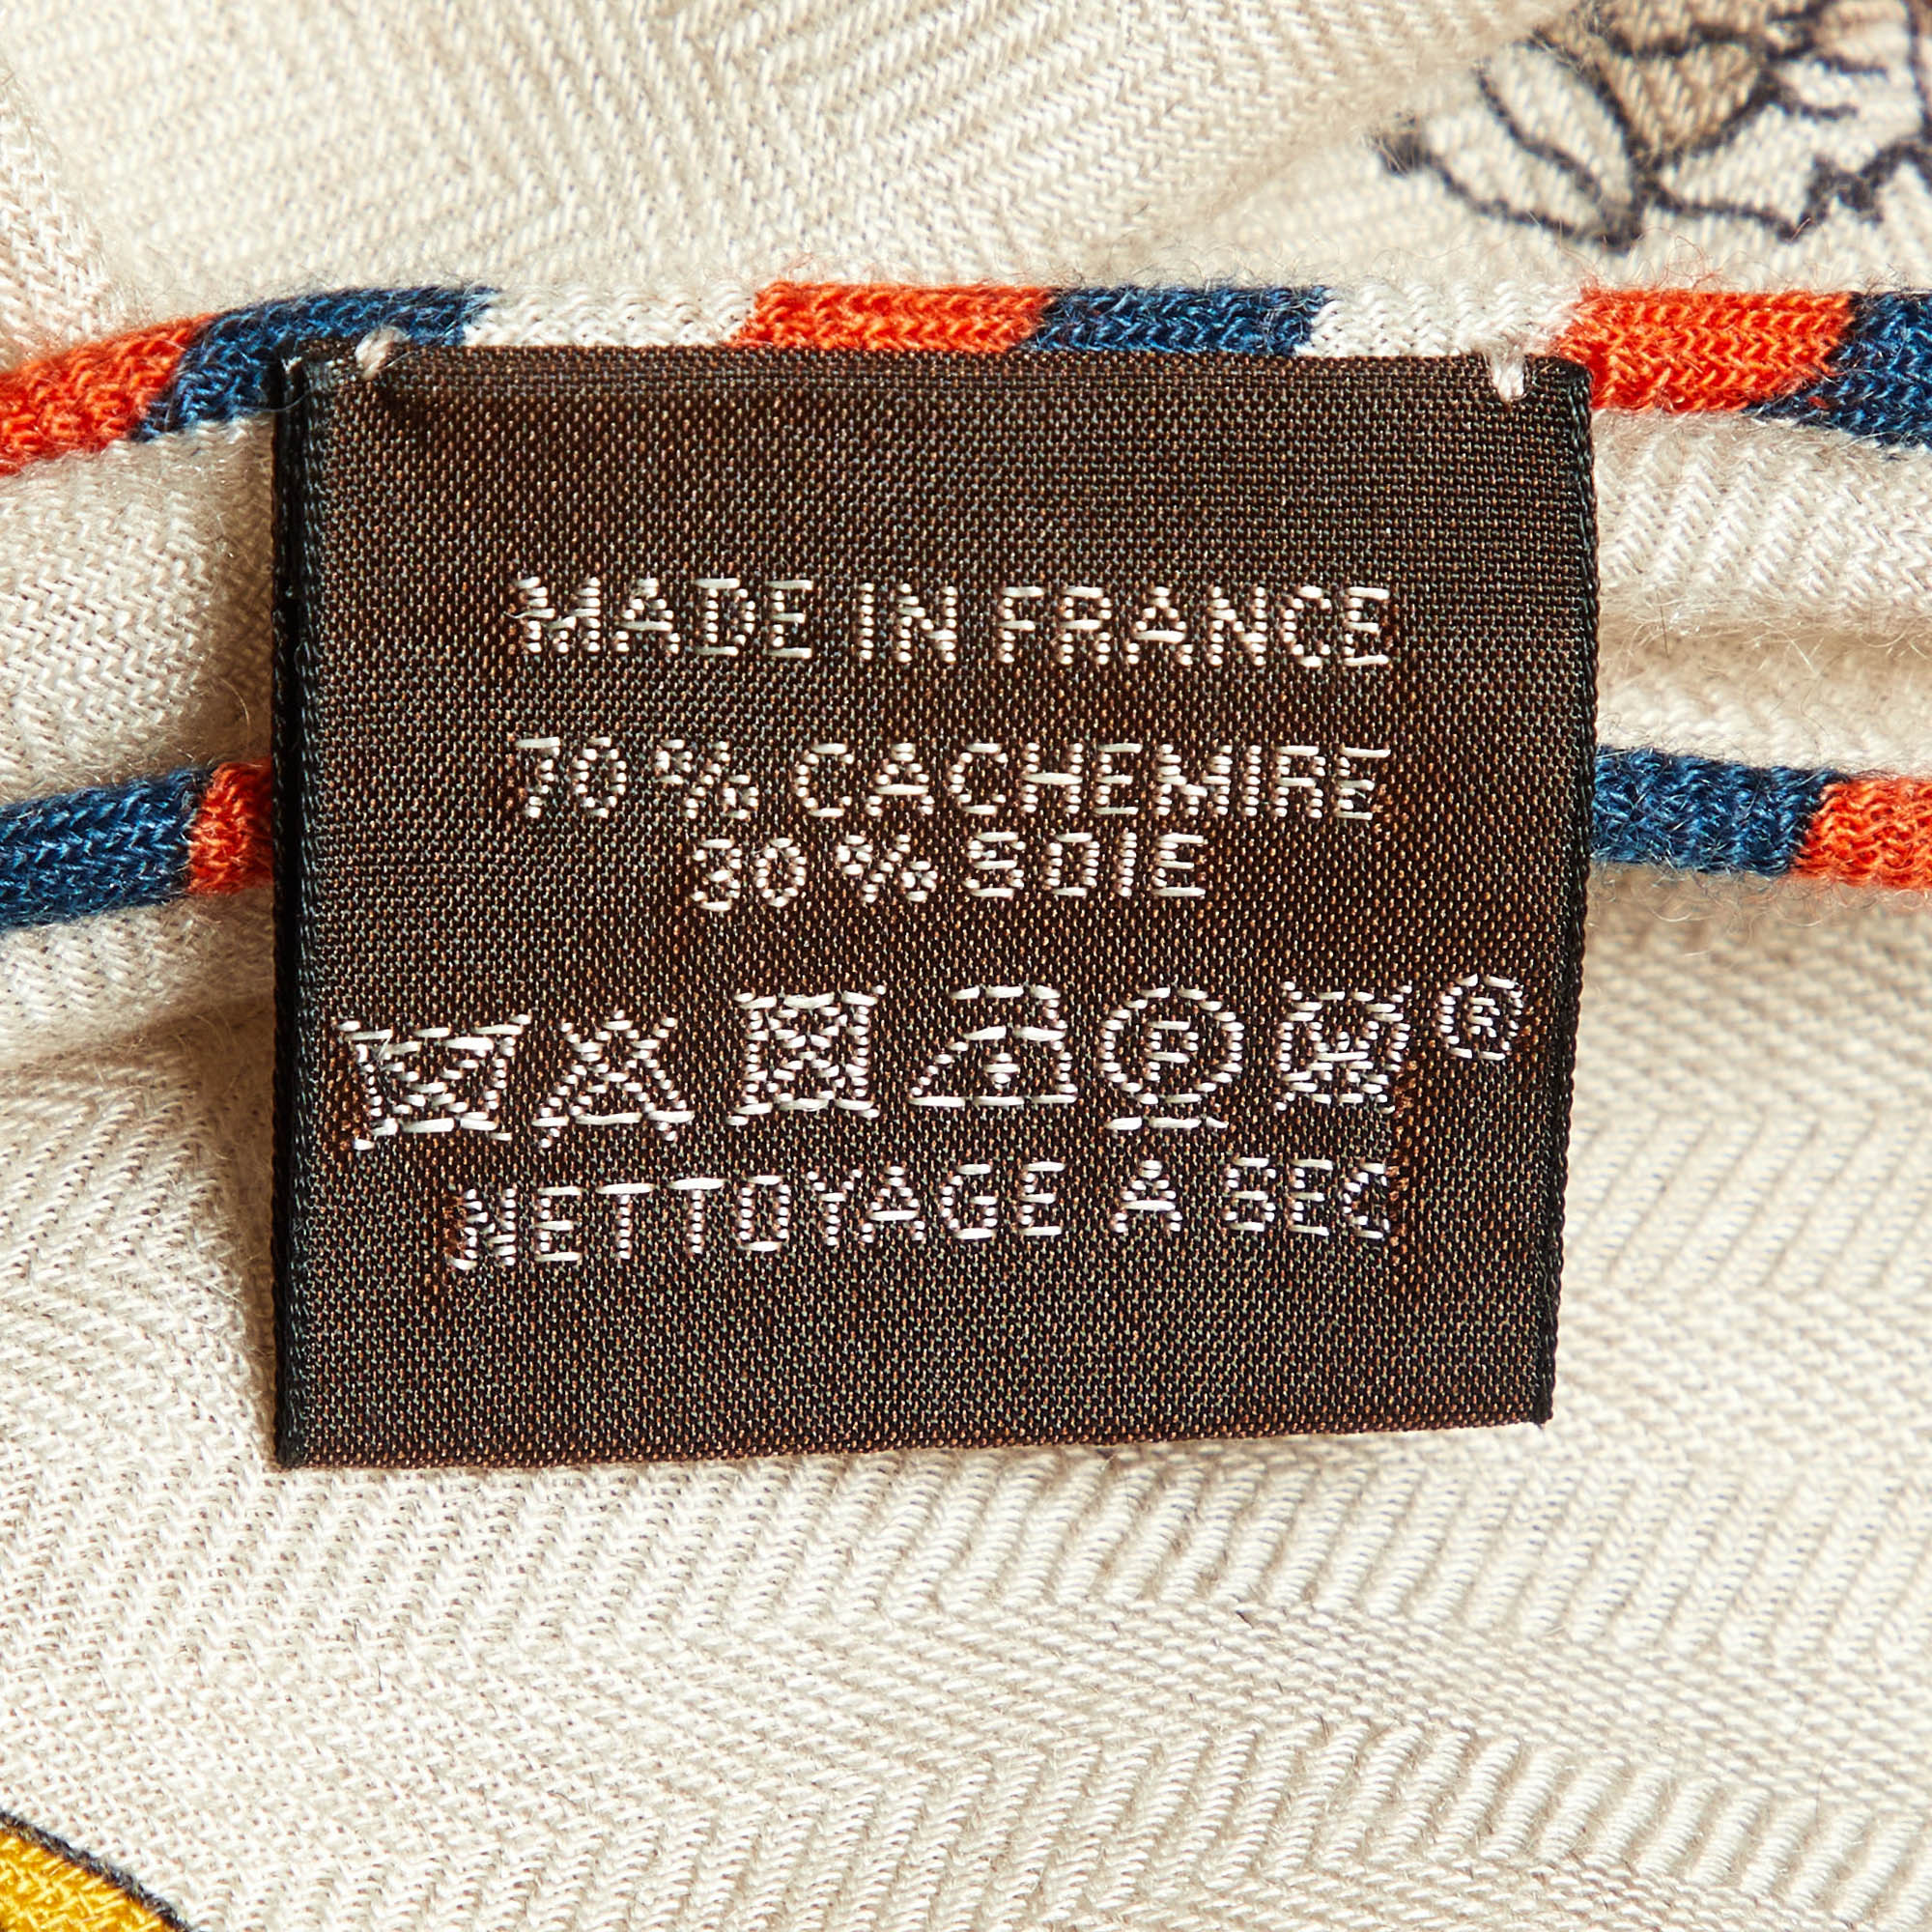 MADE IN FRANCE
70% CACHEMIRE
30% SOIE
P ®
NETTOYAGE A SEC